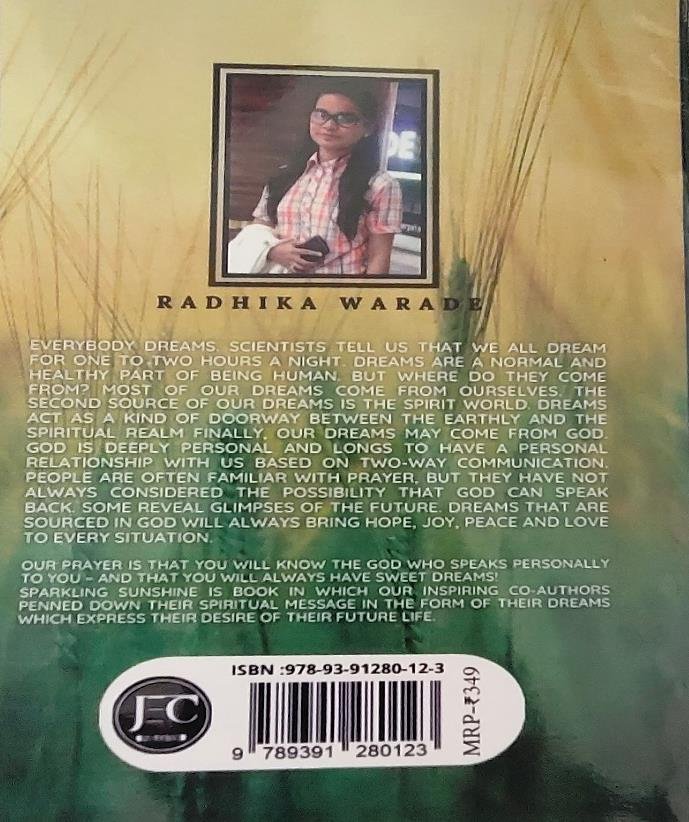 RADHIKA WARADE
EVERYBODY DREAMS. SCIENTISTS TELL US THAT WE ALL DREAM
FOR ONE TO TWO HOURS A NIGHT. DREAMS ARE A NORMAL AND
HEALTHY PART OF BEING HUMAN. BUT WHERE DO THEY COME
FROM? MOST OF OUR DREAMS COME FROM OURSELVES. THE
SECOND SOURCE OF OUR DREAMS IS THE SPIRIT WORLD. DREAMS
ACT AS A KIND OF DOORWAY BETWEEN THE EARTHLY AND THE
SPIRITUAL REALM FINALLY, OUR DREAMS MAY COME FROM GOD.
GOD IS DEEPLY PERSONAL AND LONGS TO HAVE A PERSONAL
RELATIONSHIP WITH US BASED ON TWO-WAY COMMUNICATION.
PEOPLE ARE OFTEN FAMILIAR WITH PRAYER, BUT THEY HAVE NOT
ALWAYS CONSIDERED THE POSSIBILITY THAT GOD CAN SPEAK
BACK. SOME REVEAL GLIMPSES OF THE FUTURE. DREAMS THAT ARE
SOURCED IN GOD WILL ALWAYS BRING HOPE, JOY, PEACE AND LOVE
TO EVERY SITUATION.
OUR PRAYER IS THAT YOU WILL KNOW THE GOD WHO SPEAKS PERSONALLY
TO YOU – AND THAT YOU WILL ALWAYS HAVE SWEET DREAMS!
SPARKLING SUNSHINE IS BOOK IN WHICH OUR INSPIRING CO-AUTHORS
PENNED DOWN THEIR SPIRITUAL MESSAGE IN THE FORM OF THEIR DREAMS
WHICH EXPRESS THEIR DESIRE OF THEIR FUTURE LIFE.
ISBN :978-93-91280-12-3
JEC
9 789391 280123
MRP-₹349